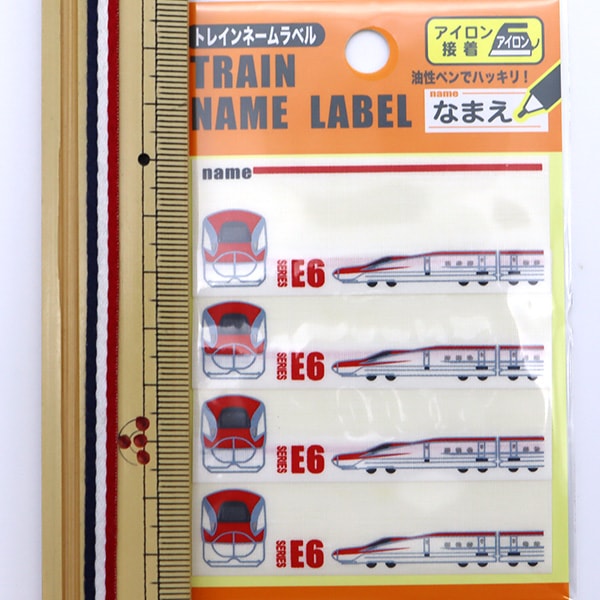 トレインネームラベル
TRAIN
NAME LABEL
アイロン
接着
アイロン
油性ペンでハッキリ!
name
なまえ
name
SERIES E6
SERIES E6
SERIES E6
SERIES E6